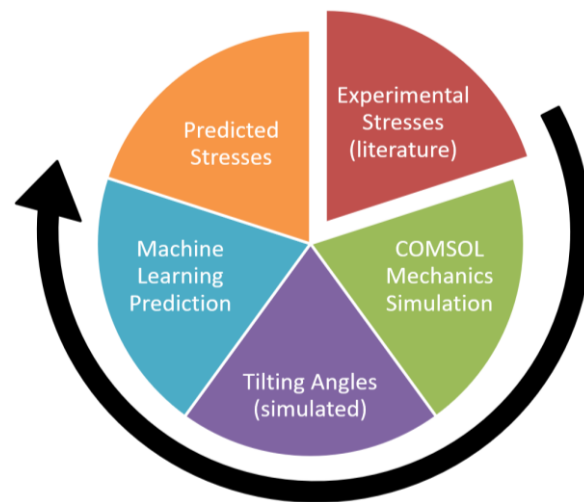 Experimental
Stresses
(literature)
COMSOL
Mechanics
Simulation
Tilting Angles
(simulated)
Machine
Learning
Prediction
Predicted
Stresses